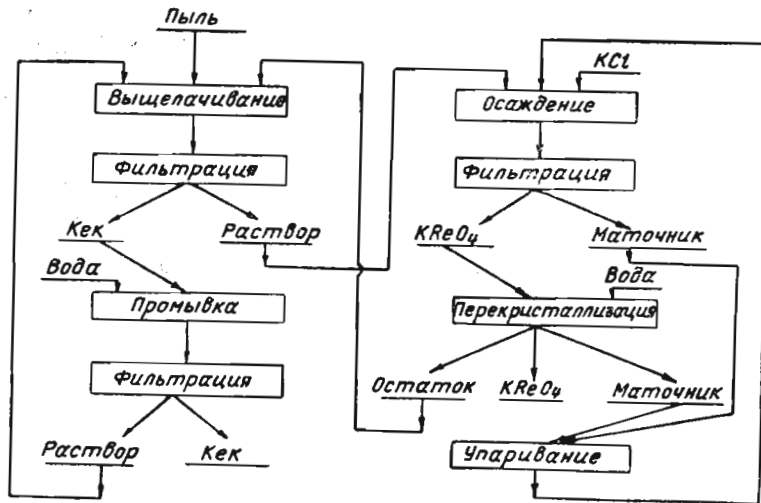 Пыль
Выщелачивание
Фильтрация
Кек
Раствор
Вода
Промывка
Фильтрация
Раствор
Кек
KCl
Осаждение
Фильтрация
KReO₄
Маточник
Вода
Перекристаллизация
Остаток
KReO₄
Маточник
Упаривание